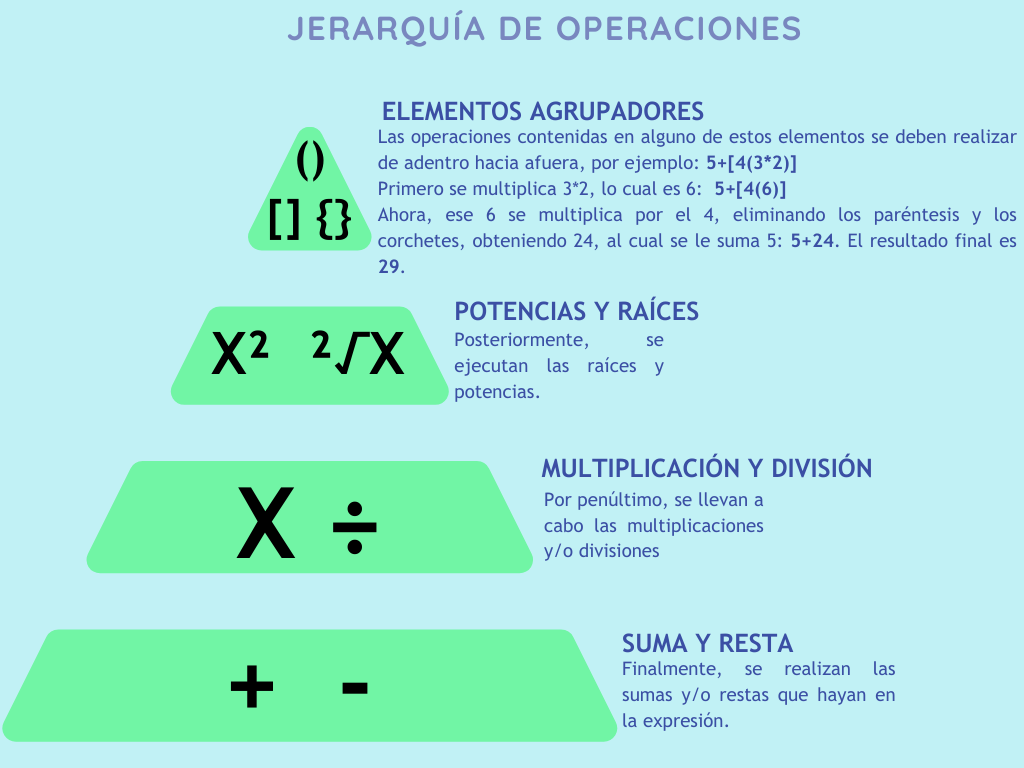 JERARQUÍA DE OPERACIONES
ELEMENTOS AGRUPADORES
Las operaciones contenidas en alguno de estos elementos se deben realizar
de adentro hacia afuera, por ejemplo: 5+[4(3*2)]
Primero se multiplica 3*2, lo cual es 6: 5+[4(6)]
Ahora, ese 6 se multiplica por el 4, eliminando los paréntesis y los
corchetes, obteniendo 24, al cual se le suma 5: 5+24. El resultado final es
29.
()
[] {}
POTENCIAS Y RAÍCES
Posteriormente, se
ejecutan las raíces y
potencias.
X² ²√X
MULTIPLICACIÓN Y DIVISIÓN
Por penúltimo, se llevan a
cabo las multiplicaciones
y/o divisiones
X ÷
SUMA Y RESTA
Finalmente, se realizan las
sumas y/o restas que hayan en
la expresión.
+ -